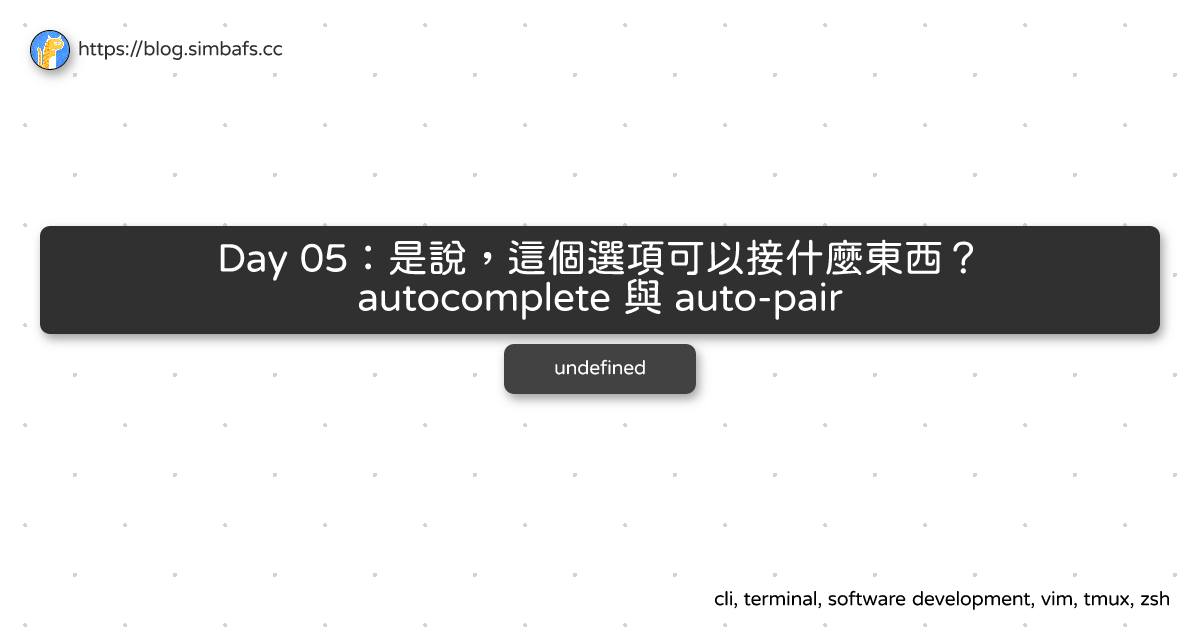 https://blog.simbafs.cc
Day 05：是說，這個選項可以接什麼東西？
autocomplete 與 auto-pair
undefined
cli, terminal, software development, vim, tmux, zsh